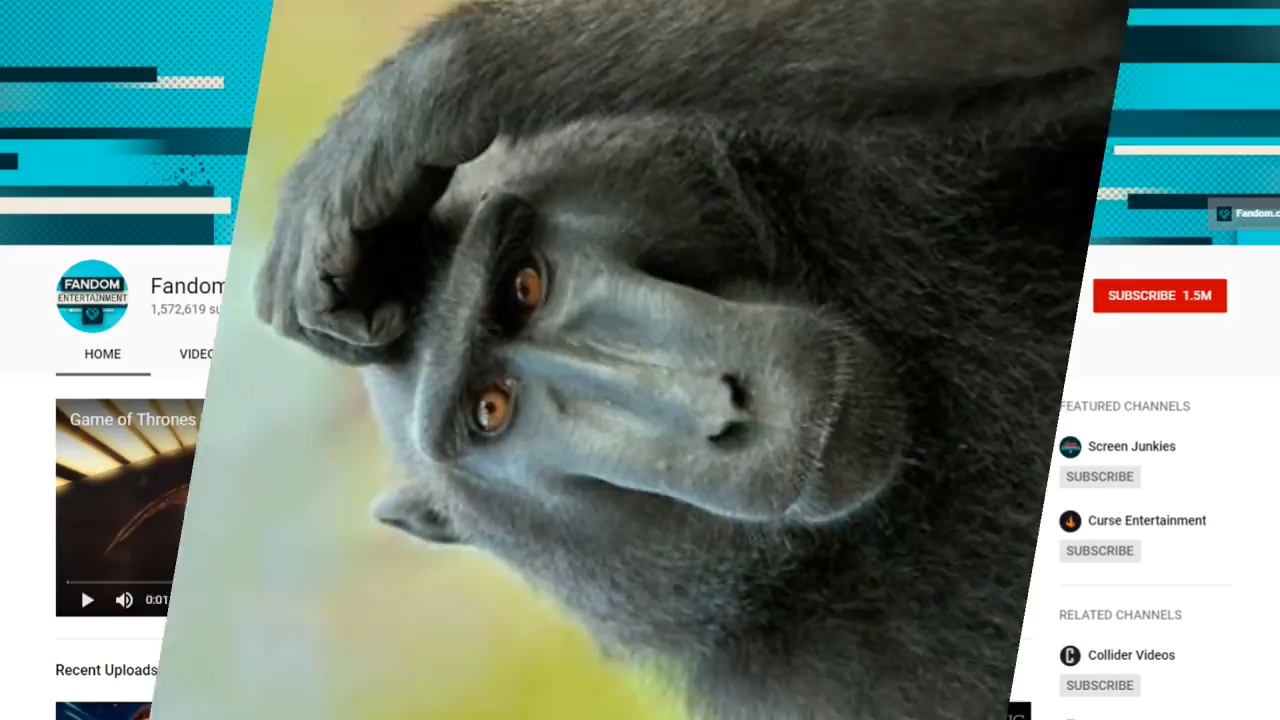 Fandom.c
FANDOM
ENTERTAINMENT
Fandom
1,572,619 su
SUBSCRIBE 1.5M
HOME
VIDEO
Game of Thrones
0:01
Recent Uploads
FEATURED CHANNELS
Screen Junkies
SUBSCRIBE
Curse Entertainment
SUBSCRIBE
RELATED CHANNELS
Collider Videos
SUBSCRIBE